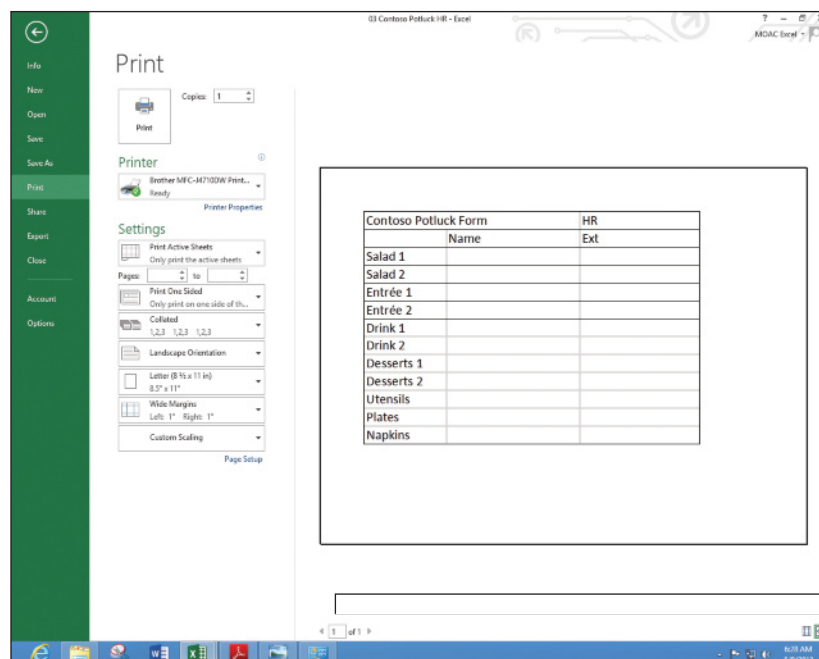 03 Contoso Potluck HR - Excel
?
MOAC Excel
Info
New
Open
Save
Save As
Print
Share
Export
Close
Account
Options
Print
Copies: 1
Print
Printer
Brother MFC-J4710DW Print...
Ready
Printer Properties
Settings
Print Active Sheets
Only print the active sheets
Pages: to
Print One Sided
Only print on one side of th...
Collated
1,2,3 1,2,3 1,2,3
Landscape Orientation
Letter (8 ½ x 11 in)
8.5" x 11"
Wide Margins
Left: 1" Right: 1"
Custom Scaling
Page Setup
Contoso Potluck Form HR
Name Ext
Salad 1
Salad 2
Entrée 1
Entrée 2
Drink 1
Drink 2
Desserts 1
Desserts 2
Utensils
Plates
Napkins
1 of 1
6:28 AM